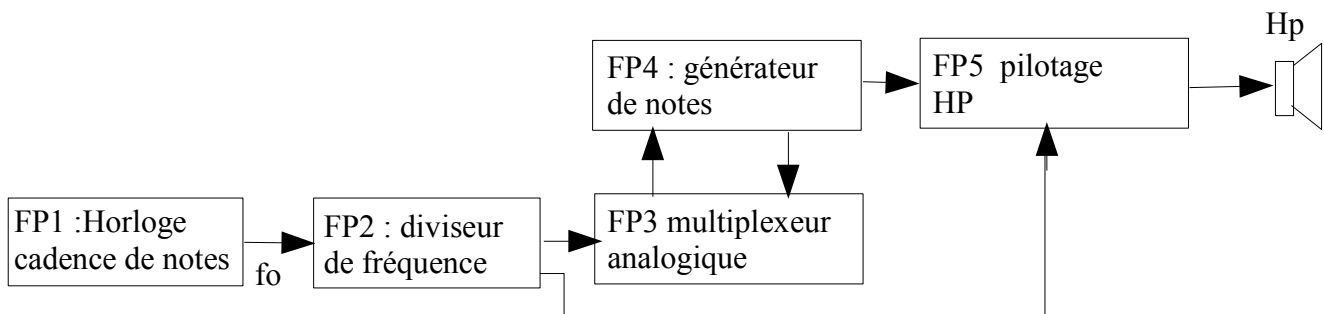 Hp
FP4 : générateur
de notes
FP5 pilotage
HP
FP1 :Horloge
cadence de notes
fo
FP2 : diviseur
de fréquence
FP3 multiplexeur
analogique